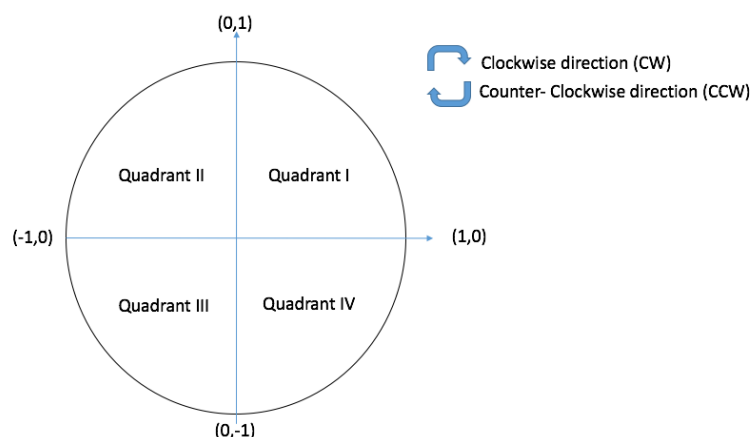 (0,1)
Clockwise direction (CW)
Counter- Clockwise direction (CCW)
Quadrant II
Quadrant I
(-1,0)
(1,0)
Quadrant III
Quadrant IV
(0,-1)